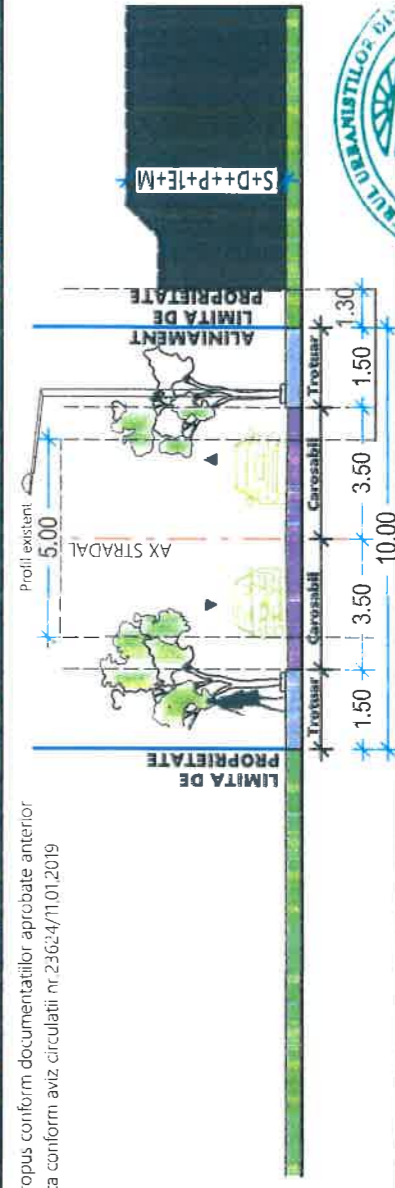 conform documentatiilor aprobate anterior
conform aviz circulatii nr.23624/11.01.2019
Profil existent
5.00
AX STRADAL
LIMITA DE
PROPRIETATE
ALINIAMENT
LIMITA DE
PROPRIETATE
S+D++P+1E+M
Trotuar
Carosabil
Carosabil
Trotuar
1.50
3.50
3.50
1.50
1.30
10.00
URBANISTILOR DI